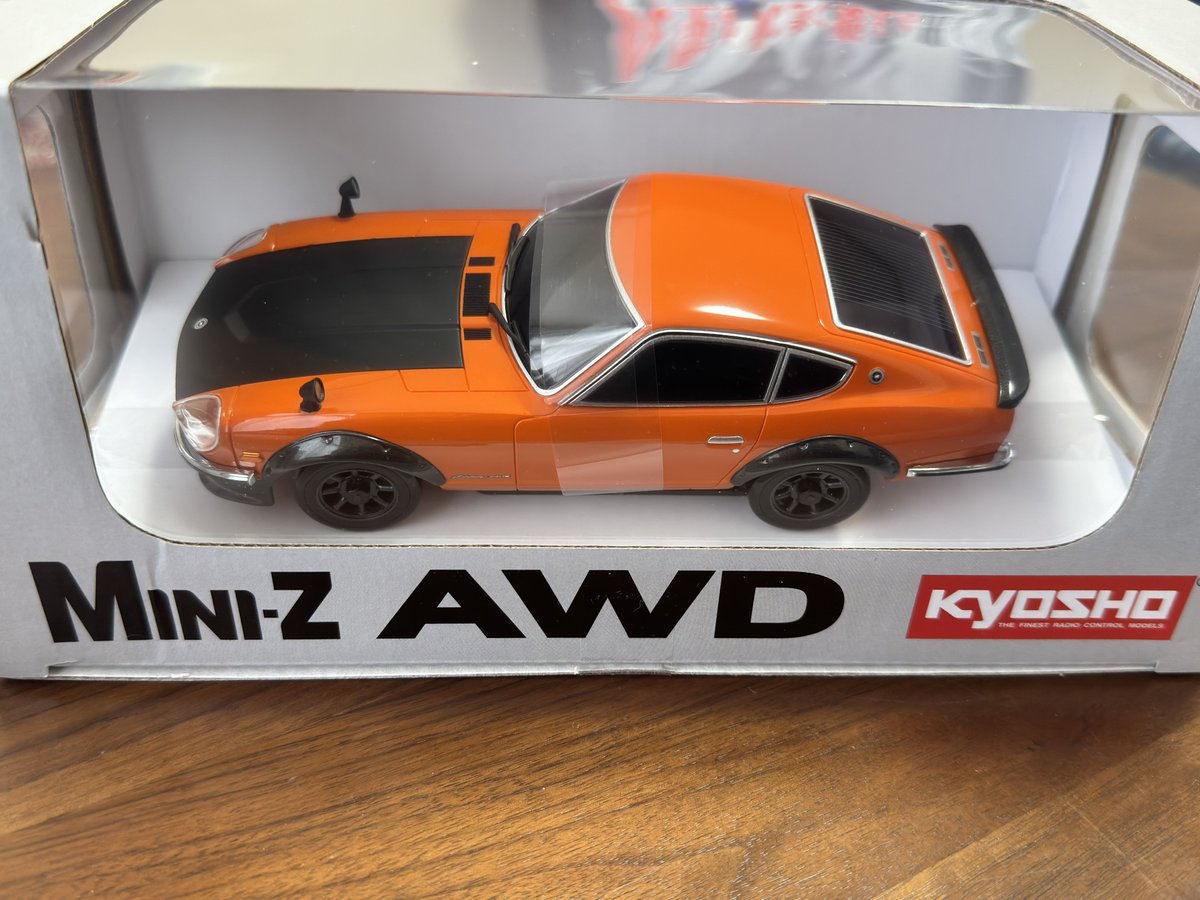 MINI-Z AWD
KYOSHO
THE FINEST RADIO CONTROL MODELS